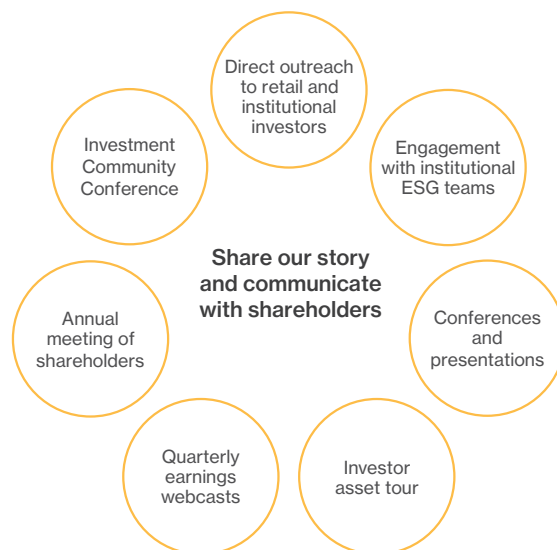 Direct outreach
to retail and
institutional
investors
Engagement
with institutional
ESG teams
Conferences
and
presentations
Investor
asset tour
Quarterly
earnings
webcasts
Annual
meeting of
shareholders
Investment
Community
Conference
Share our story
and communicate
with shareholders